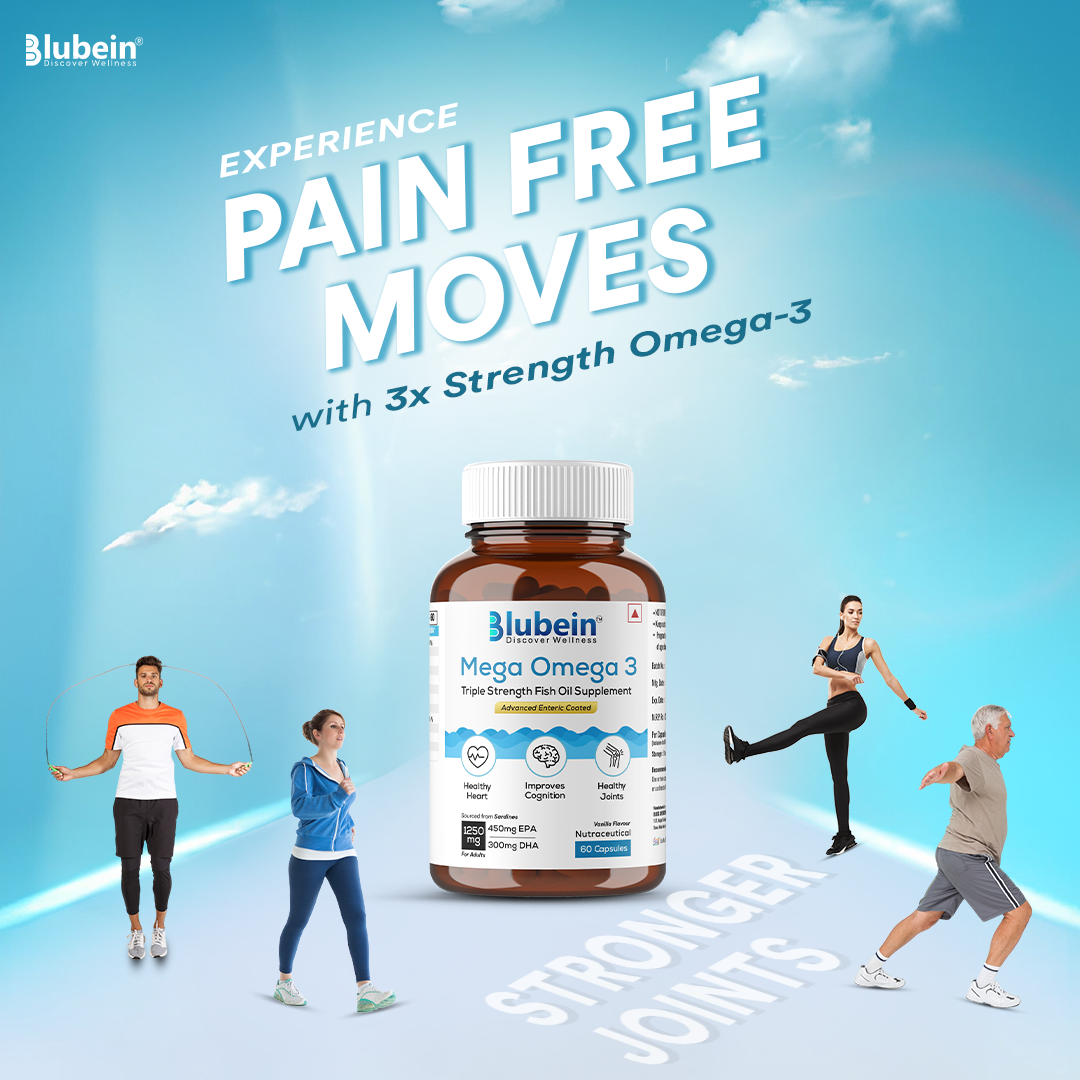 Blubein®
Discover Wellness
EXPERIENCE
PAIN FREE
MOVES
with 3x Strength Omega-3
Blubein™
Discover Wellness
Mega Omega 3
Triple Strength Fish Oil Supplement
Advanced Enteric Coated
Healthy
Heart
Improves
Cognition
Healthy
Joints
Sourced from Sardines
1250
mg
450mg EPA
300mg DHA
For Adults
Vanilla Flavour
Nutraceutical
60 Capsules
STRONGER
JOINTS